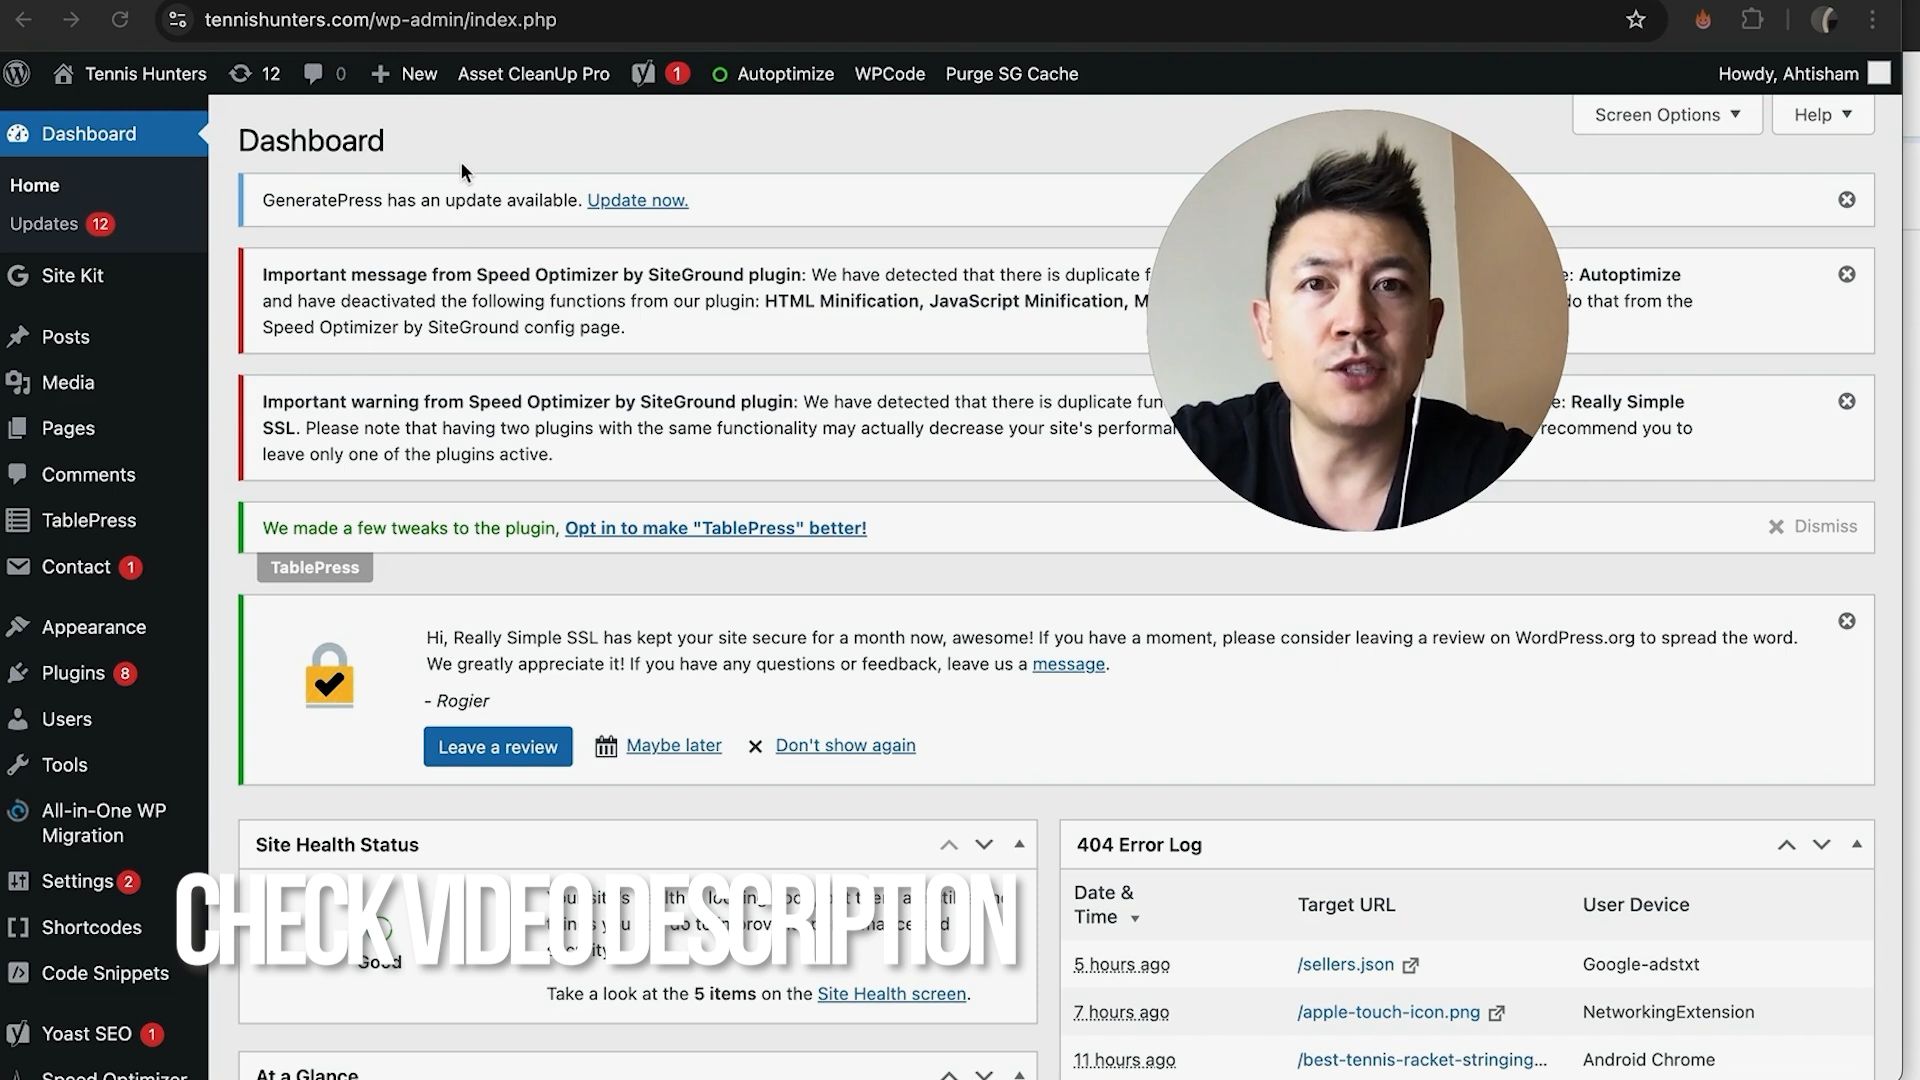 tennishunters.com/wp-admin/index.php
Tennis Hunters 12 0 New Asset CleanUp Pro 1 Autoptimize WPCode Purge SG Cache Howdy, Ahtisham
Screen Options Help
Dashboard
Home
Updates 12
Site Kit
Posts
Media
Pages
Comments
TablePress
Contact 1
Appearance
Plugins 8
Users
Tools
All-in-One WP
Migration
Settings 2
Shortcodes
Code Snippets
Yoast SEO 1
Speed Optimizer
Dashboard
GeneratePress has an update available. Update now.
Important message from Speed Optimizer by SiteGround plugin: We have detected that there is duplicate : Autoptimize
and have deactivated the following functions from our plugin: HTML Minification, JavaScript Minification, do that from the
Speed Optimizer by SiteGround config page.
Important warning from Speed Optimizer by SiteGround plugin: We have detected that there is duplicate : Really Simple
SSL. Please note that having two plugins with the same functionality may actually decrease your site's recommend you to
leave only one of the plugins active.
We made a few tweaks to the plugin, Opt in to make "TablePress" better! Dismiss
TablePress
Hi, Really Simple SSL has kept your site secure for a month now, awesome! If you have a moment, please consider leaving a review on WordPress.org to spread the word.
We greatly appreciate it! If you have any questions or feedback, leave us a message.
- Rogier
Leave a review Maybe later Don't show again
Site Health Status
Good
CHECK VIDEO DESCRIPTION
Take a look at the 5 items on the Site Health screen.
At a Glance
404 Error Log
Date &
Time Target URL User Device
5 hours ago /sellers.json Google-adstxt
7 hours ago /apple-touch-icon.png NetworkingExtension
11 hours ago /best-tennis-racket-stringing... Android Chrome